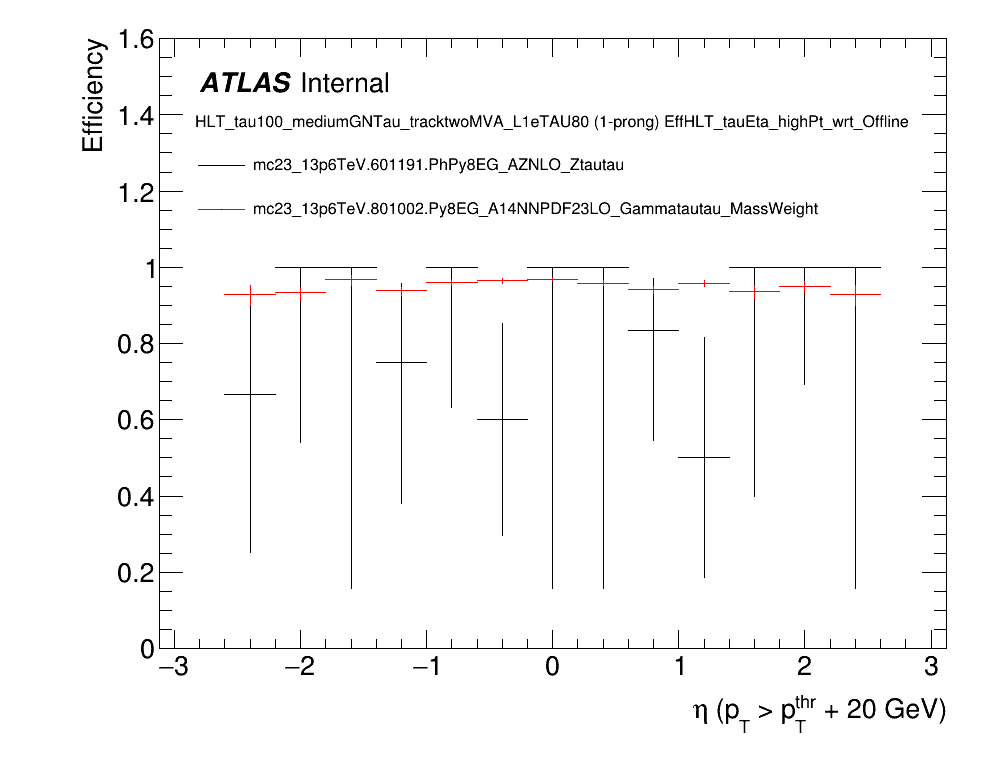 1.6
Efficiency
ATLAS Internal
1.4
HLT_tau100_mediumGNTau_tracktwoMVA_L1eTAU80 (1-prong) EffHLT_tauEta_highPt_wrt_Offline
mc23_13p6TeV.601191.PhPy8EG_AZNLO_Ztautau
1.2
mc23_13p6TeV.801002.Py8EG_A14NNPDF23LO_Gammatautau_MassWeight
1
0.8
0.6
0.4
0.2
0
−3 −2 −1 0 1 2 3
η (p_T > p_T^thr + 20 GeV)